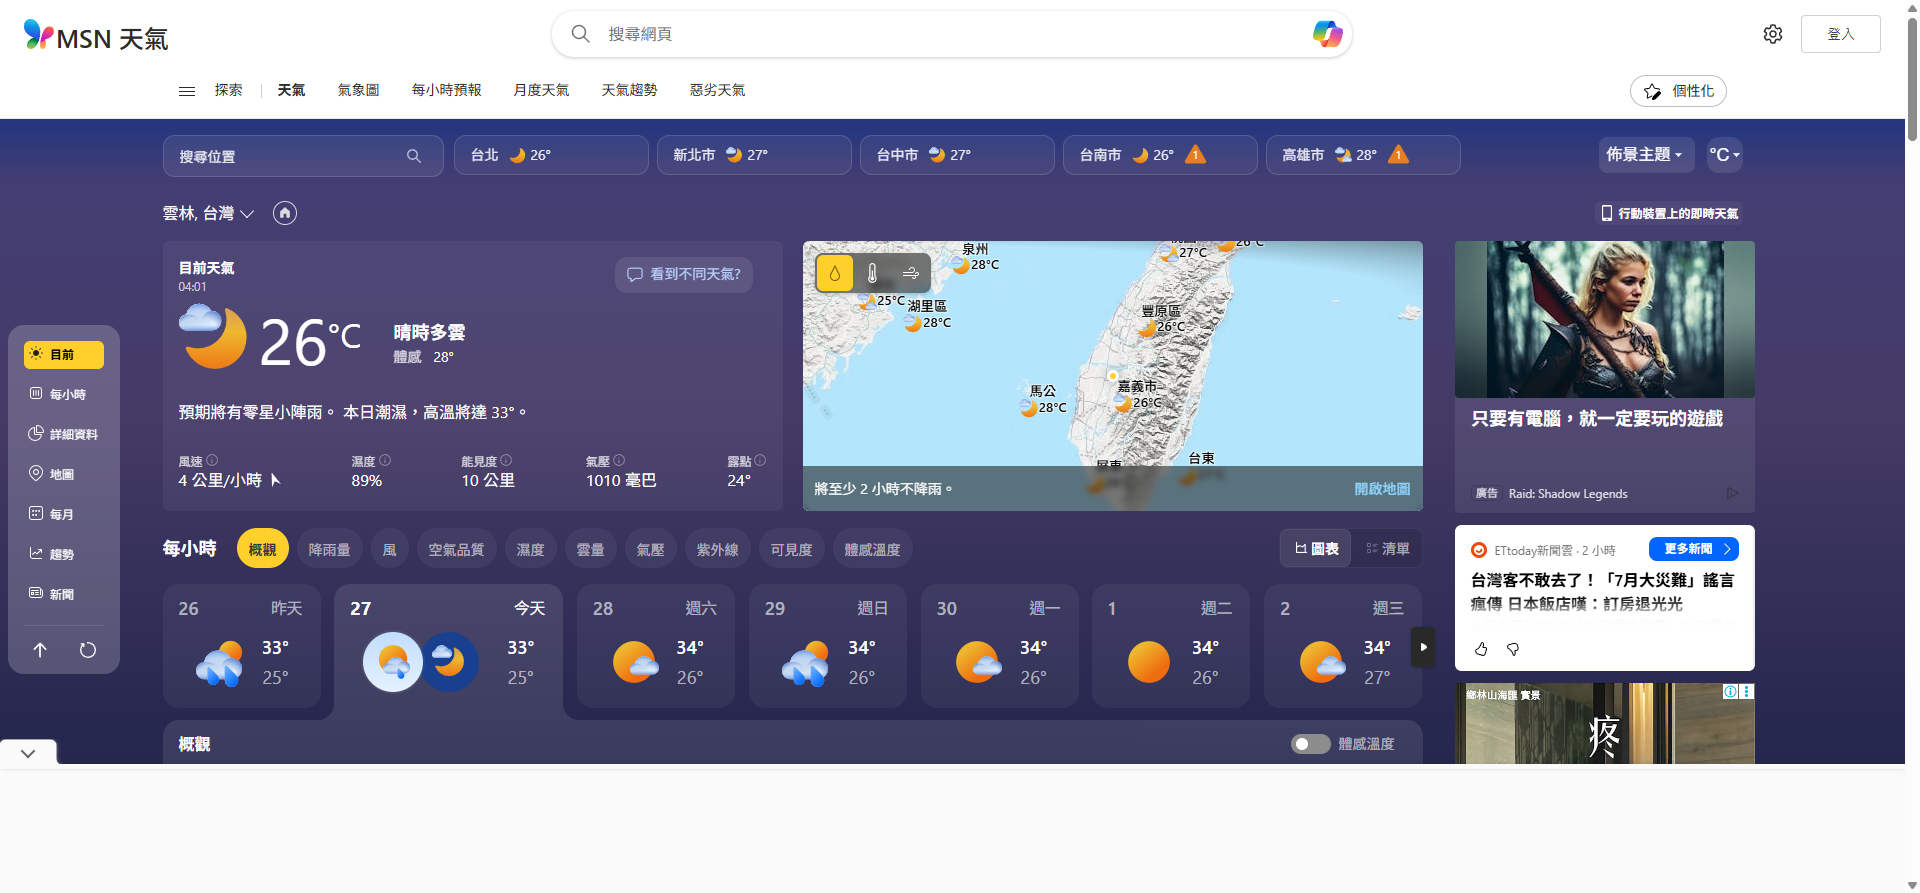 MSN 天氣
搜尋網頁
登入
探索
天氣
氣象圖
每小時預報
月度天氣
天氣趨勢
惡劣天氣
個性化
搜尋位置
台北 26°
新北市 27°
台中市 27°
台南市 26° 1
高雄市 28° 1
佈景主題
°C
雲林, 台灣
行動裝置上的即時天氣
目前天氣
04:01
看到不同天氣?
26°C
晴時多雲
體感 28°
預期將有零星小陣雨。 本日潮濕，高溫將達 33°。
風速
4 公里/小時
濕度
89%
能見度
10 公里
氣壓
1010 毫巴
露點
24°
泉州
28°C
27°C
26°C
25°C
湖里區
28°C
豐原區
26°C
馬公
28°C
嘉義市
26°C
屏東
台東
將至少 2 小時不降雨。
開啟地圖
只要有電腦，就一定要玩的遊戲
廣告 Raid: Shadow Legends
目前
每小時
詳細資料
地圖
每月
趨勢
新聞
每小時
概觀
降雨量
風
空氣品質
濕度
雲量
氣壓
紫外線
可見度
體感溫度
圖表
清單
26 昨天
33°
25°
27 今天
33°
25°
28 週六
34°
26°
29 週日
34°
26°
30 週一
34°
26°
1 週二
34°
26°
2 週三
34°
27°
概觀
體感溫度
ETtoday新聞雲 · 2 小時
更多新聞
台灣客不敢去了！「7月大災難」謠言
瘋傳 日本飯店嘆：訂房退光光
鄉林山海匯 實景
疼